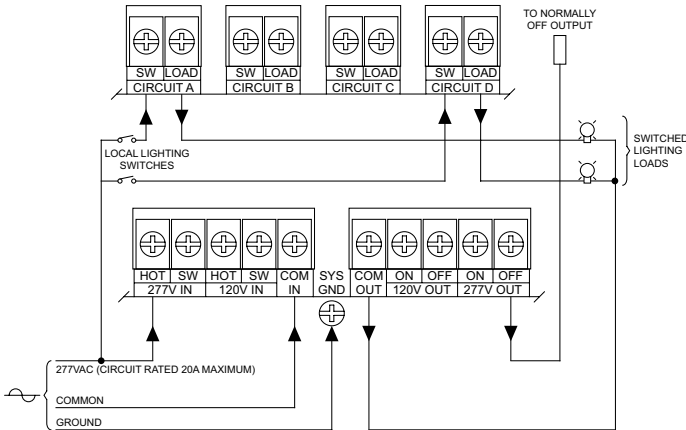 TO NORMALLY
OFF OUTPUT
SW LOAD SW LOAD SW LOAD SW LOAD
CIRCUIT A CIRCUIT B CIRCUIT C CIRCUIT D
LOCAL LIGHTING
SWITCHES
SWITCHED
LIGHTING
LOADS
HOT SW HOT SW COM SYS COM ON OFF ON OFF
277V IN 120V IN IN GND OUT 120V OUT 277V OUT
277VAC (CIRCUIT RATED 20A MAXIMUM)
COMMON
GROUND